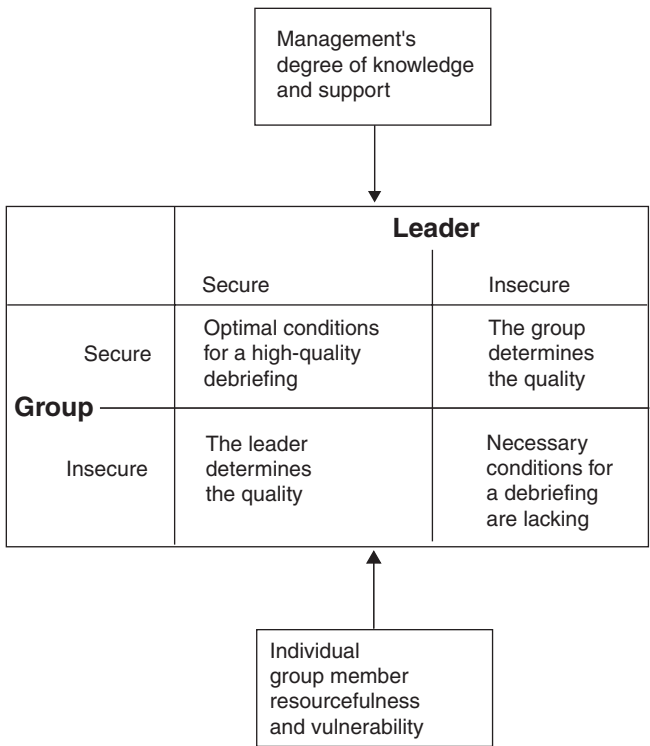 Management's
degree of knowledge
and support
Leader
Secure
Insecure
Secure
Optimal conditions
for a high-quality
debriefing
The group
determines
the quality
Group
Insecure
The leader
determines
the quality
Necessary
conditions for
a debriefing
are lacking
Individual
group member
resourcefulness
and vulnerability